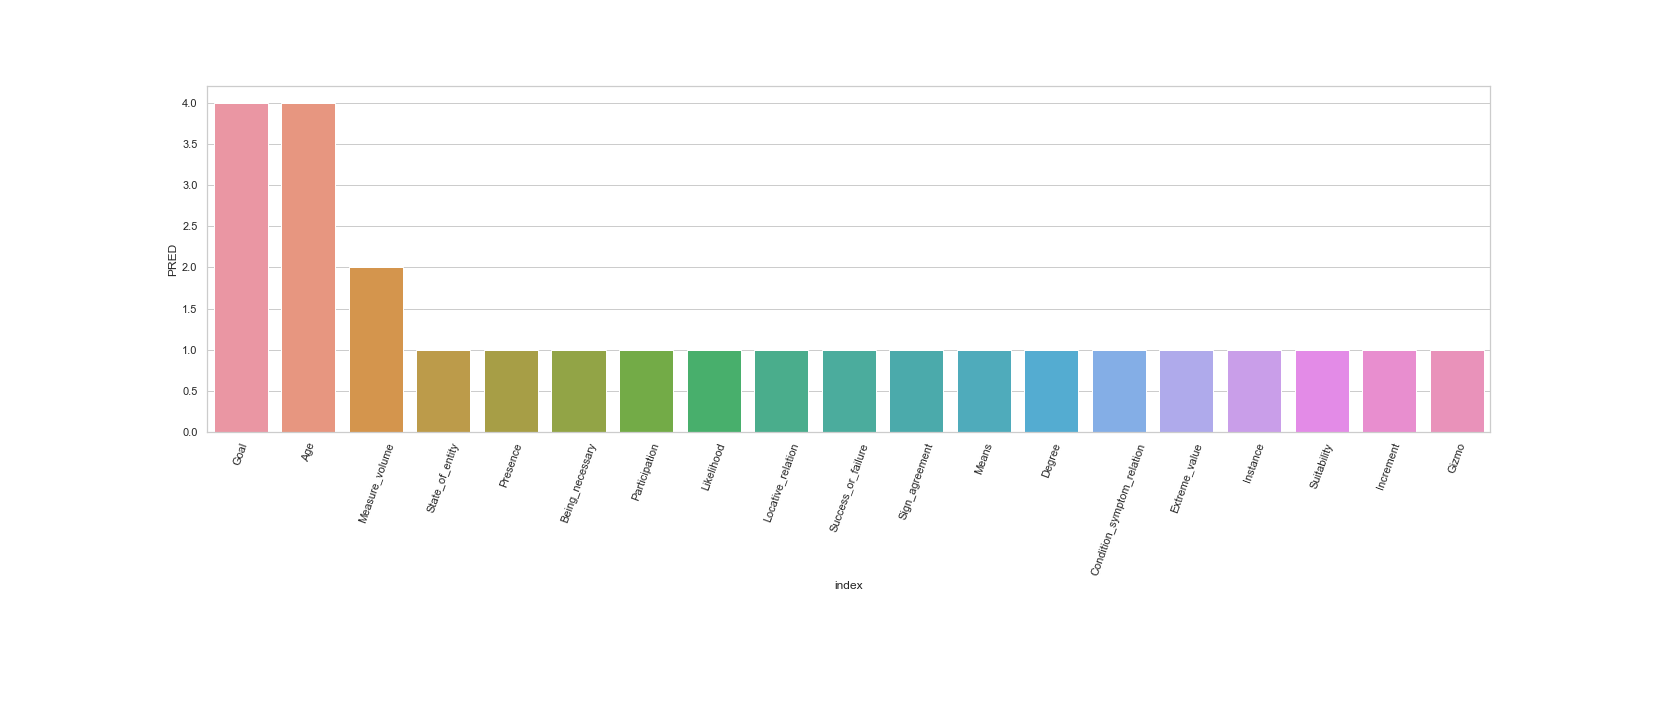 4.0
3.5
3.0
2.5
2.0
1.5
1.0
0.5
0.0
PRED
Goal
Age
Measure_volume
State_of_entity
Presence
Being_necessary
Participation
Likelihood
Locative_relation
Success_or_failure
Sign_agreement
Means
Degree
Condition_symptom_relation
Extreme_value
Instance
Suitability
Increment
Gizmo
index